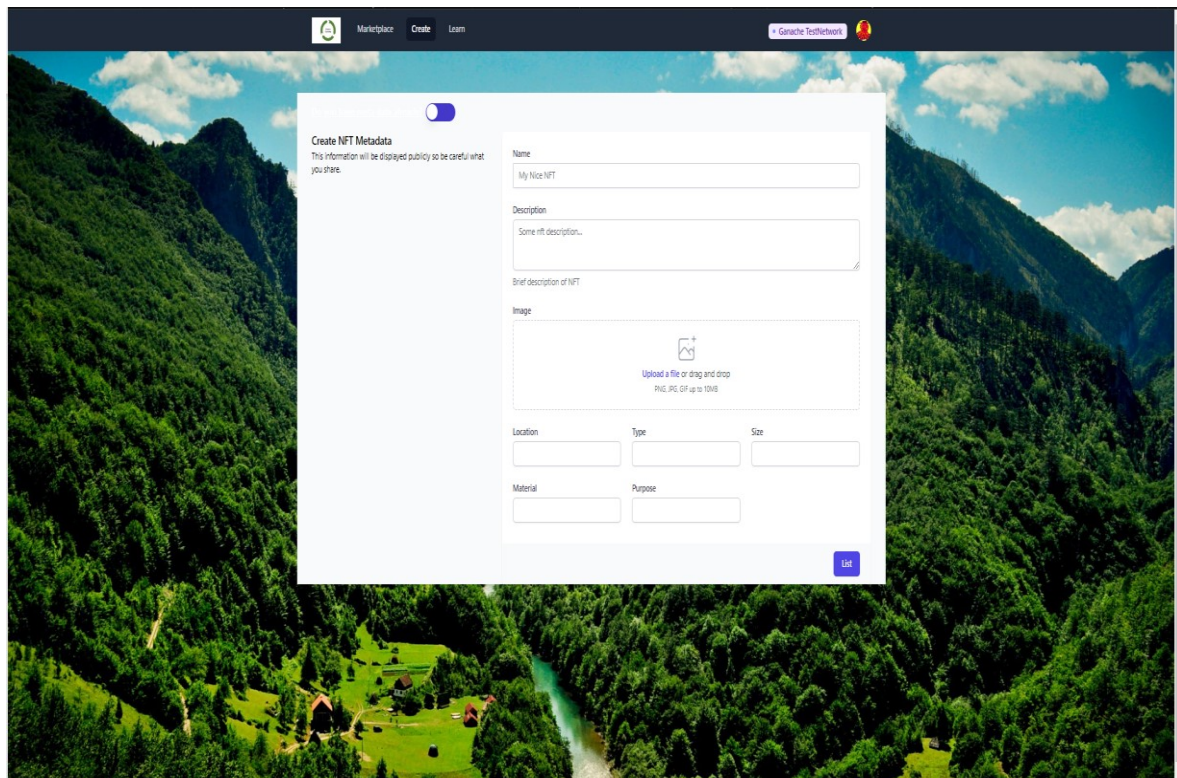 Marketplace Create Learn
Ganache TestNetwork
Create NFT Metadata
This information will be displayed publicly so be careful what
you share.
Name
My Nice NFT
Description
Some nft description...
Brief description of NFT
Image
Upload a file or drag and drop
PNG, JPG, GIF up to 10MB
Location Type Size
Material Purpose
List